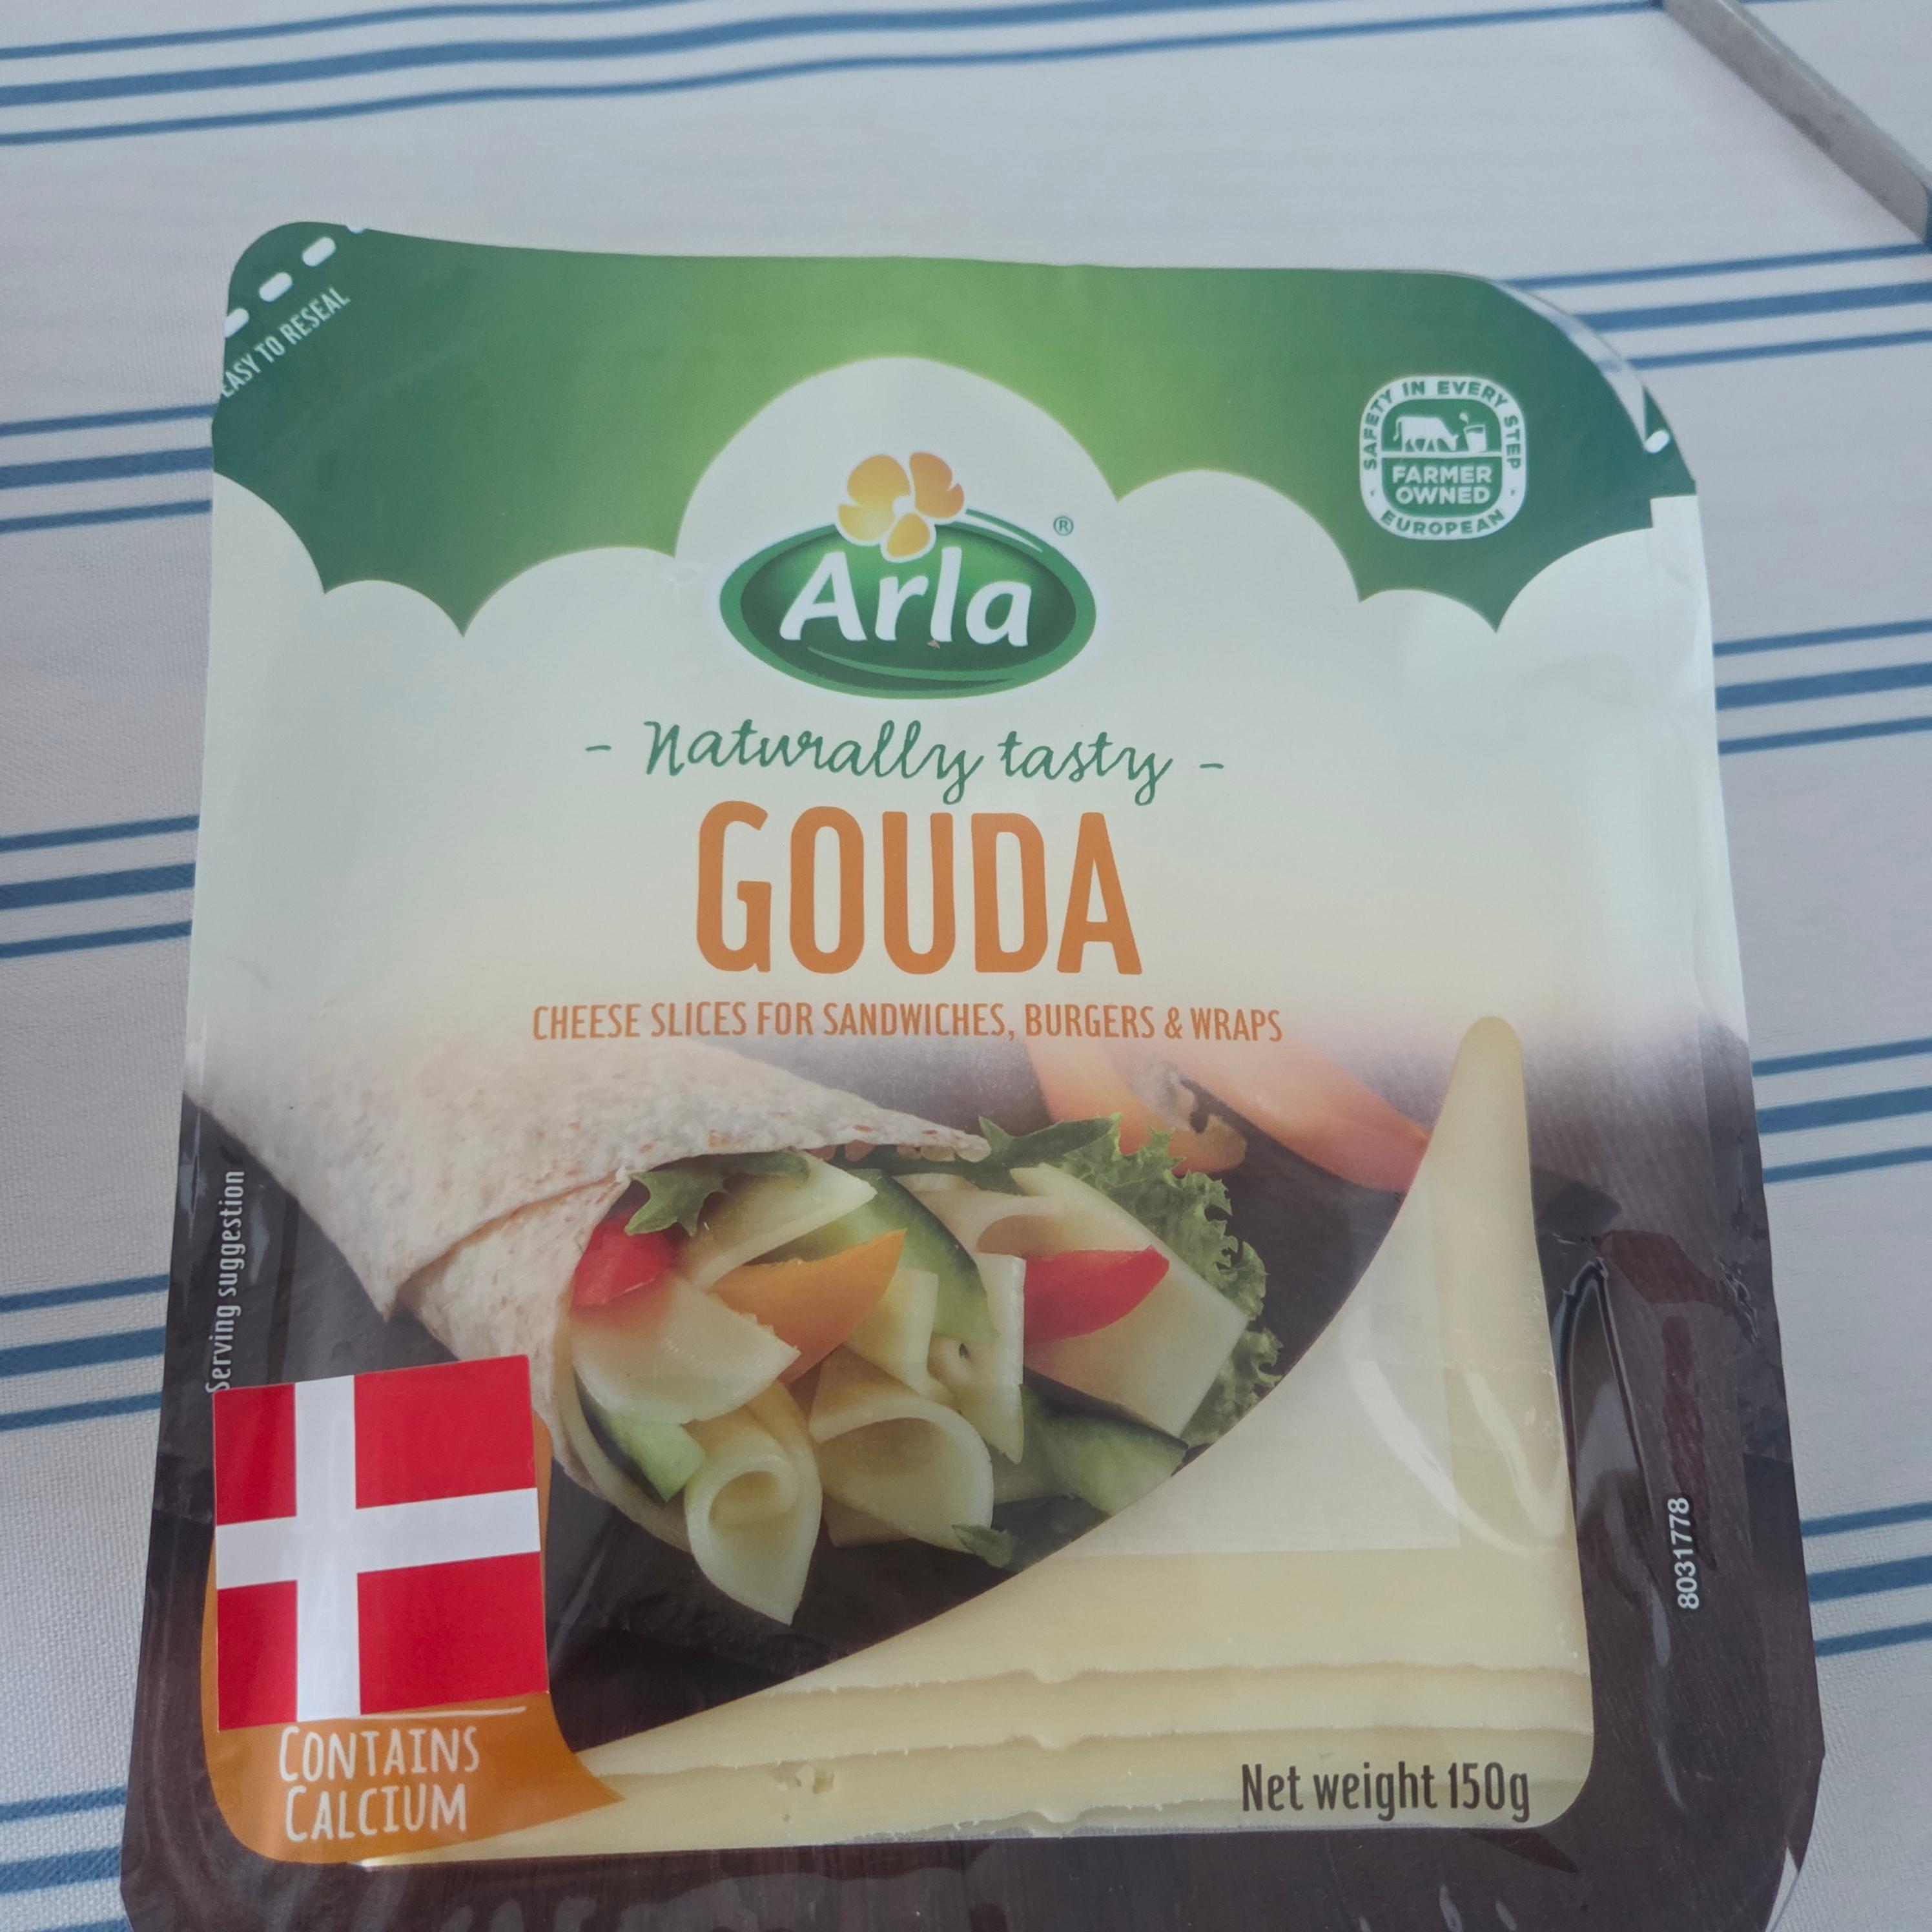 EASY TO RESEAL
SAFETY IN EVERY STEP
FARMER
OWNED
EUROPEAN
Arla®
- Naturally tasty -
GOUDA
CHEESE SLICES FOR SANDWICHES, BURGERS & WRAPS
Serving suggestion
8031778
CONTAINS
CALCIUM
Net weight 150g